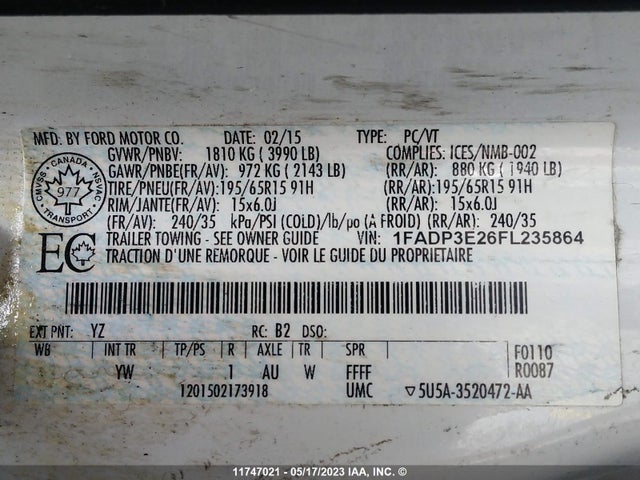 MFD. BY FORD MOTOR CO. DATE: 02/15 TYPE: PC/VT
GVWR/PNBV: 1810 KG ( 3990 LB) COMPLIES: ICES/NMB-002
GAWR/PNBE(FR/AV): 972 KG ( 2143 LB) (RR/AR): 880 KG ( 1940 LB)
TIRE/PNEU(FR/AV): 195/65R15 91H (RR/AR): 195/65R15 91H
RIM/JANTE(FR/AV): 15x6.0J (RR/AR): 15x6.0J
(FR/AV): 240/35 kPa/PSI (COLD)/lb/po (A FROID) (RR/AR): 240/35
TRAILER TOWING - SEE OWNER GUIDE VIN: 1FADP3E26FL235864
TRACTION D'UNE REMORQUE - VOIR LE GUIDE DU PROPRIETAIRE
CANADA
CMVSS NSVAC
977
TRANSPORT
EC
EXT PNT: YZ RC: B2 DSO:
WB INT TR TP/PS R AXLE TR SPR F0110
YW 1 AU W FFFF R0087
1201502173918 UMC ▽5U5A-3520472-AA
11747021 - 05/17/2023 IAA, INC. ©